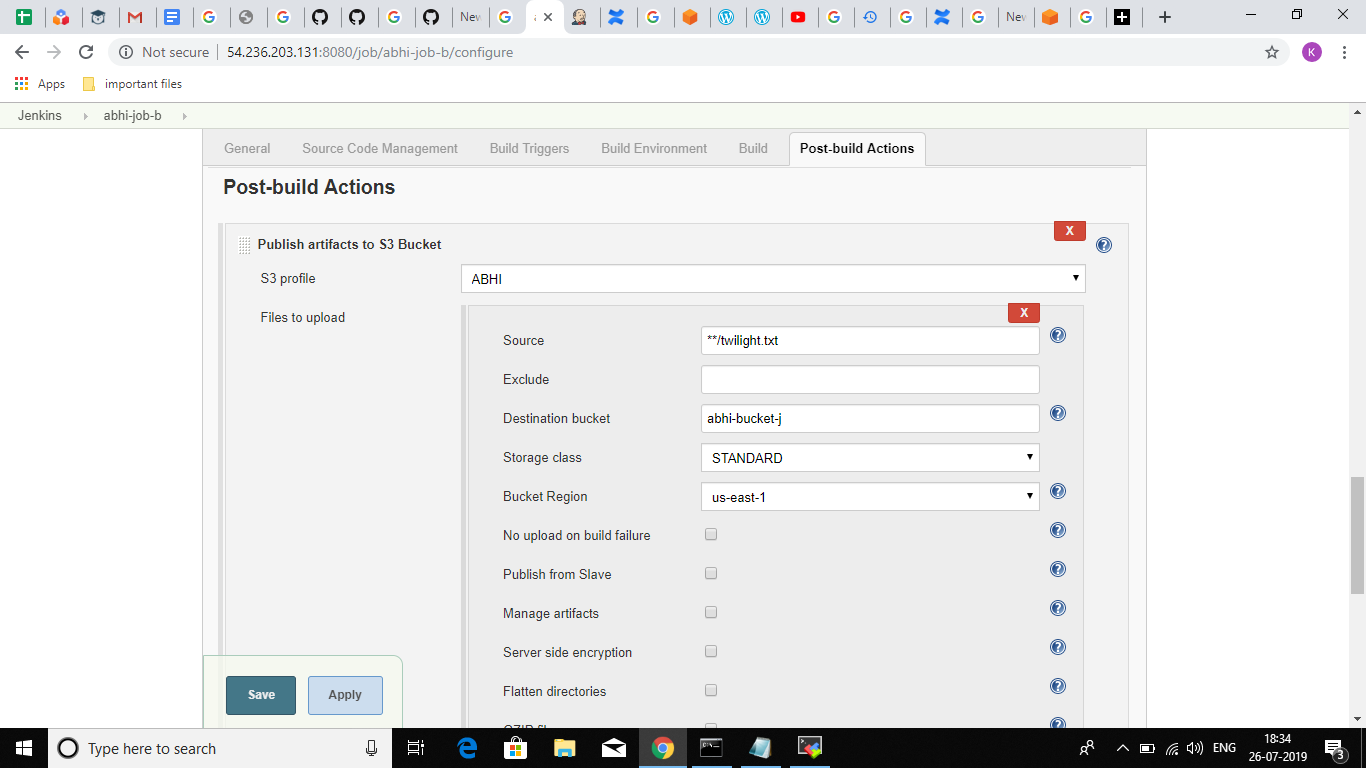 New
a
New
Not secure
54.236.203.131:8080/job/abhi-job-b/configure
K
Apps
important files
Jenkins
abhi-job-b
General
Source Code Management
Build Triggers
Build Environment
Build
Post-build Actions
Post-build Actions
X
Publish artifacts to S3 Bucket
S3 profile
ABHI
Files to upload
X
Source
**/twilight.txt
Exclude
Destination bucket
abhi-bucket-j
Storage class
STANDARD
Bucket Region
us-east-1
No upload on build failure
Publish from Slave
Manage artifacts
Server side encryption
Flatten directories
Save
Apply
Type here to search
ENG
18:34
26-07-2019
3